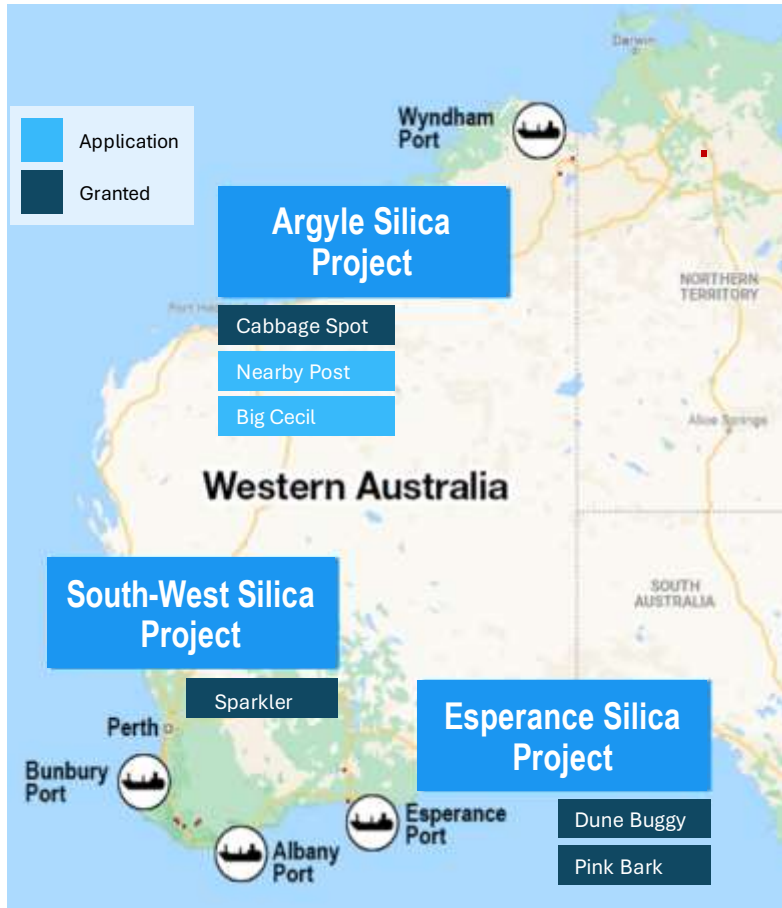 Darwin
Wyndham
Port
Application
Granted
Argyle Silica
Project
NORTHERN
TERRITORY
Cabbage Spot
Nearby Post
Big Cecil
Alice Springs
Western Australia
South-West Silica
Project
SOUTH
AUSTRALIA
Sparkler
Esperance Silica
Project
Perth
Bunbury
Port
Esperance
Port
Dune Buggy
Albany
Port
Pink Bark